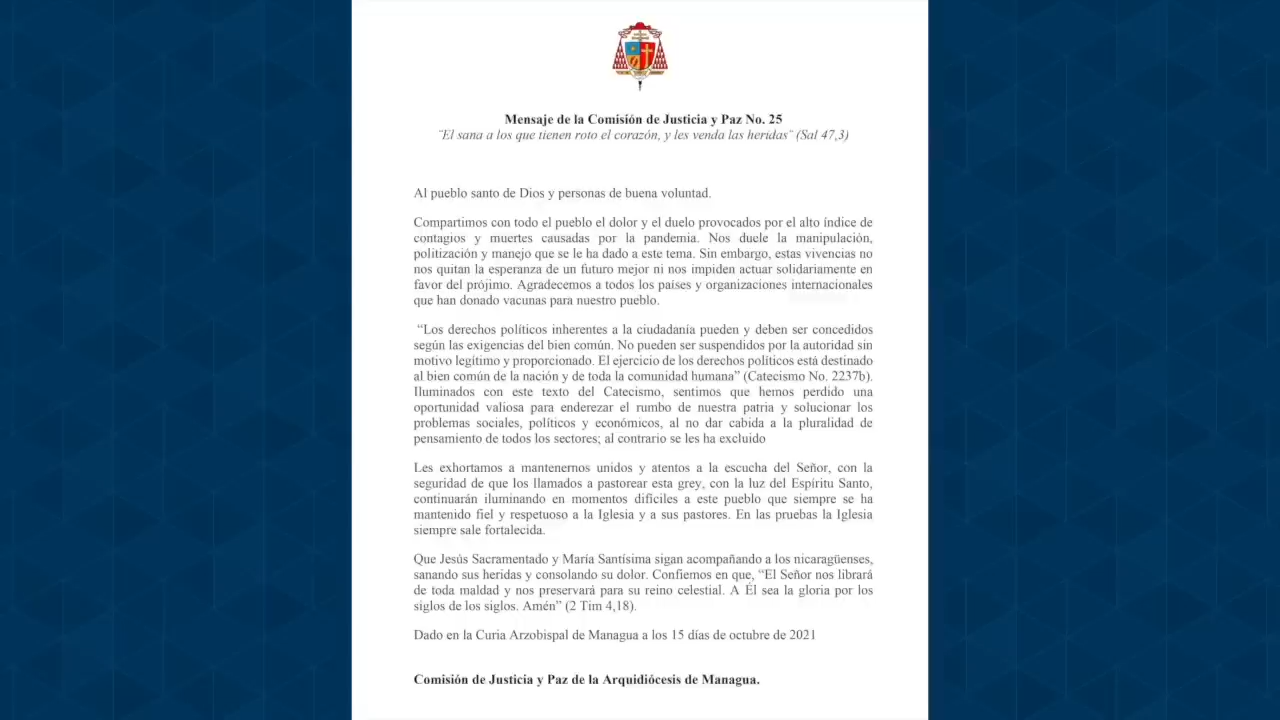 Mensaje de la Comisión de Justicia y Paz No. 25
¨El sana a los que tienen roto el corazón, y les venda las heridas¨ (Sal 47,3)
Al pueblo santo de Dios y personas de buena voluntad.
Compartimos con todo el pueblo el dolor y el duelo provocados por el alto índice de
contagios y muertes causadas por la pandemia. Nos duele la manipulación,
politización y manejo que se le ha dado a este tema. Sin embargo, estas vivencias no
nos quitan la esperanza de un futuro mejor ni nos impiden actuar solidariamente en
favor del prójimo. Agradecemos a todos los países y organizaciones internacionales
que han donado vacunas para nuestro pueblo.
“Los derechos políticos inherentes a la ciudadanía pueden y deben ser concedidos
según las exigencias del bien común. No pueden ser suspendidos por la autoridad sin
motivo legítimo y proporcionado. El ejercicio de los derechos políticos está destinado
al bien común de la nación y de toda la comunidad humana” (Catecismo No. 2237b).
Iluminados con este texto del Catecismo, sentimos que hemos perdido una
oportunidad valiosa para enderezar el rumbo de nuestra patria y solucionar los
problemas sociales, políticos y económicos, al no dar cabida a la pluralidad de
pensamiento de todos los sectores; al contrario se les ha excluido
Les exhortamos a mantenernos unidos y atentos a la escucha del Señor, con la
seguridad de que los llamados a pastorear esta grey, con la luz del Espíritu Santo,
continuarán iluminando en momentos difíciles a este pueblo que siempre se ha
mantenido fiel y respetuoso a la Iglesia y a sus pastores. En las pruebas la Iglesia
siempre sale fortalecida.
Que Jesús Sacramentado y María Santísima sigan acompañando a los nicaragüenses,
sanando sus heridas y consolando su dolor. Confiemos en que, “El Señor nos librará
de toda maldad y nos preservará para su reino celestial. A Él sea la gloria por los
siglos de los siglos. Amén” (2 Tim 4,18).
Dado en la Curia Arzobispal de Managua a los 15 días de octubre de 2021
Comisión de Justicia y Paz de la Arquidiócesis de Managua.